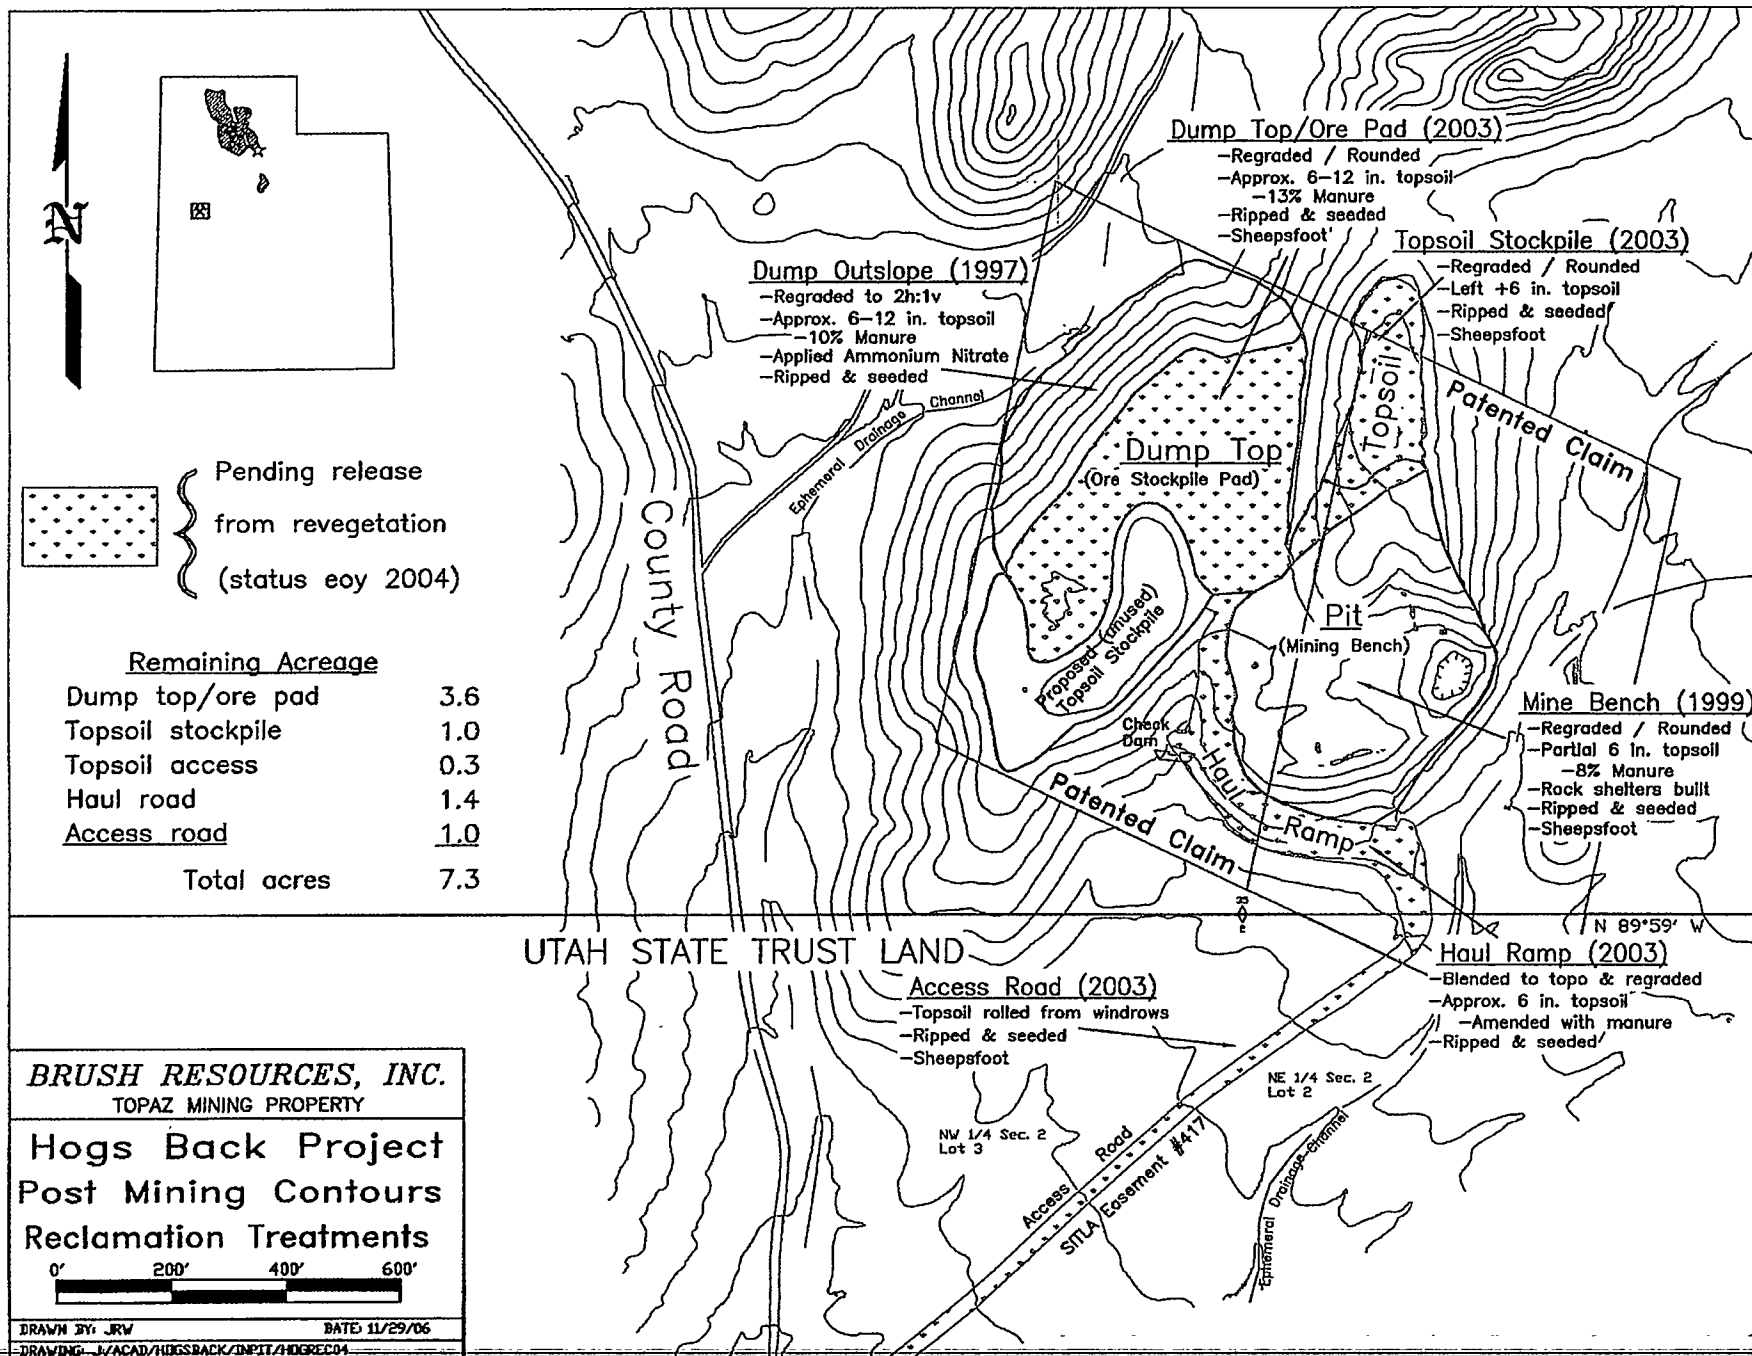 N
Dump Top/Ore Pad (2003)
-Regraded / Rounded
-Approx. 6-12 in. topsoil
-13% Manure
-Ripped & seeded
-Sheepsfoot
Topsoil Stockpile (2003)
-Regraded / Rounded
-Left +6 in. topsoil
-Ripped & seeded
-Sheepsfoot
Dump Outslope (1997)
-Regraded to 2h:1v
-Approx. 6-12 in. topsoil
-10% Manure
-Applied Ammonium Nitrate
-Ripped & seeded
Ephemeral Drainage Channel
Topsoil
Patented Claim
Dump Top
(Ore Stockpile Pad)
Pending release
from revegetation
(status eoy 2004)
County Road
Proposed (unused)
Topsoil Stockpile
Pit
(Mining Bench)
Remaining Acreage
Dump top/ore pad 3.6
Topsoil stockpile 1.0
Topsoil access 0.3
Haul road 1.4
Access road 1.0
Total acres 7.3
Mine Bench (1999)
-Regraded / Rounded
-Partial 6 in. topsoil
-8% Manure
-Rock shelters built
-Ripped & seeded
-Sheepsfoot
Check
Dam
Haul Ramp
Patented Claim
N 89°59' W
UTAH STATE TRUST LAND
Haul Ramp (2003)
-Blended to topo & regraded
-Approx. 6 in. topsoil
-Amended with manure
-Ripped & seeded
Access Road (2003)
-Topsoil rolled from windrows
-Ripped & seeded
-Sheepsfoot
NE 1/4 Sec. 2
Lot 2
NW 1/4 Sec. 2
Lot 3
Access Road
SITLA Easement #417
Ephemeral Drainage Channel
BRUSH RESOURCES, INC.
TOPAZ MINING PROPERTY
Hogs Back Project
Post Mining Contours
Reclamation Treatments
0' 200' 400' 600'
DRAWN BY: JRW DATE: 11/29/06
DRAWING: J:/ACAD/HOGSBACK/INPIT/HOGREC04